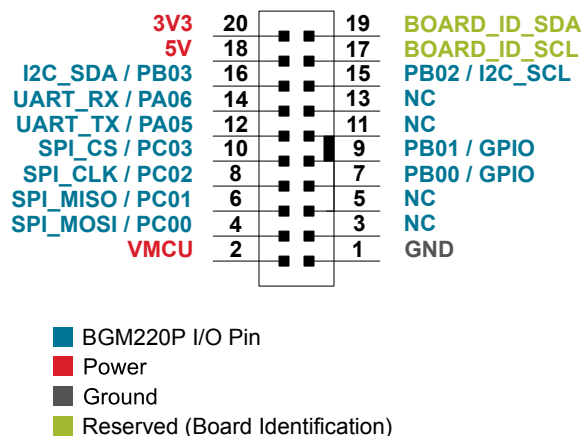 3V3 20 19 BOARD_ID_SDA
5V 18 17 BOARD_ID_SCL
I2C_SDA / PB03 16 15 PB02 / I2C_SCL
UART_RX / PA06 14 13 NC
UART_TX / PA05 12 11 NC
SPI_CS / PC03 10 9 PB01 / GPIO
SPI_CLK / PC02 8 7 PB00 / GPIO
SPI_MISO / PC01 6 5 NC
SPI_MOSI / PC00 4 3 NC
VMCU 2 1 GND
BGM220P I/O Pin
Power
Ground
Reserved (Board Identification)